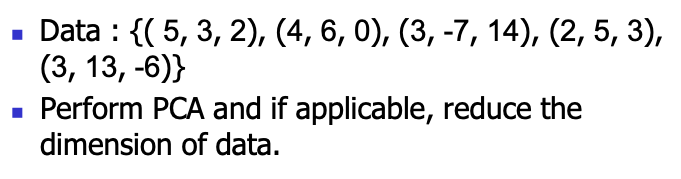 ▪ Data : {( 5, 3, 2), (4, 6, 0), (3, -7, 14), (2, 5, 3),
(3, 13, -6)}
▪ Perform PCA and if applicable, reduce the
dimension of data.